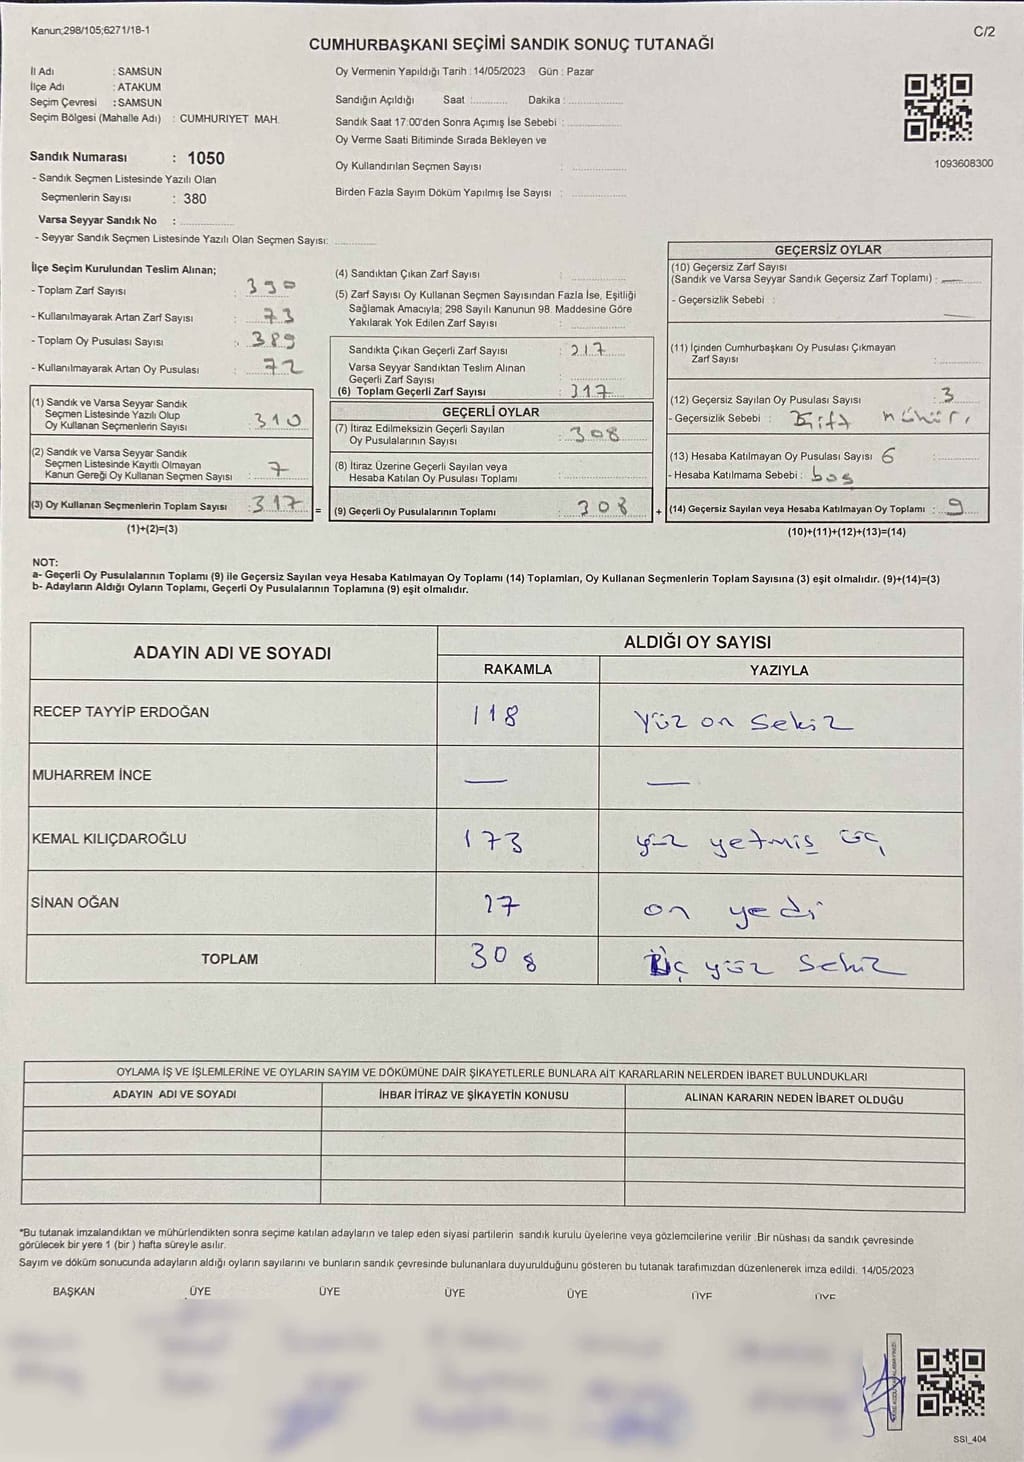 Kanun;298/105;6271/18-1
C/2
CUMHURBAŞKANI SEÇİMİ SANDIK SONUÇ TUTANAĞI
İl Adı : SAMSUN
İlçe Adı : ATAKUM
Seçim Çevresi : SAMSUN
Seçim Bölgesi (Mahalle Adı) : CUMHURIYET MAH.
Sandık Numarası : 1050
- Sandık Seçmen Listesinde Yazılı Olan
Seçmenlerin Sayısı : 380
Varsa Seyyar Sandık No :
- Seyyar Sandık Seçmen Listesinde Yazılı Olan Seçmen Sayısı:
Oy Vermenin Yapıldığı Tarih : 14/05/2023 Gün : Pazar
Sandığın Açıldığı Saat : Dakika :
Sandık Saat 17:00'den Sonra Açımış İse Sebebi :
Oy Verme Saati Bitiminde Sırada Bekleyen ve
Oy Kullandırılan Seçmen Sayısı :
Birden Fazla Sayım Döküm Yapılmış İse Sayısı :
1093608300
İlçe Seçim Kurulundan Teslim Alınan;
- Toplam Zarf Sayısı : 390
- Kullanılmayarak Artan Zarf Sayısı : 73
- Toplam Oy Pusulası Sayısı : 389
- Kullanılmayarak Artan Oy Pusulası : 72
(1) Sandık ve Varsa Seyyar Sandık
Seçmen Listesinde Yazılı Olup
Oy Kullanan Seçmenlerin Sayısı : 310
(2) Sandık ve Varsa Seyyar Sandık
Seçmen Listesinde Kayıtlı Olmayan
Kanun Gereği Oy Kullanan Seçmen Sayısı : 7
(3) Oy Kullanan Seçmenlerin Toplam Sayısı : 317 =
(1)+(2)=(3)
(4) Sandıktan Çıkan Zarf Sayısı :
(5) Zarf Sayısı Oy Kullanan Seçmen Sayısından Fazla İse, Eşitliği
Sağlamak Amacıyla; 298 Sayılı Kanunun 98. Maddesine Göre
Yakılarak Yok Edilen Zarf Sayısı :
Sandıkta Çıkan Geçerli Zarf Sayısı : 217
Varsa Seyyar Sandıktan Teslim Alınan
Geçerli Zarf Sayısı :
(6) Toplam Geçerli Zarf Sayısı : 317
GEÇERLİ OYLAR
(7) İtiraz Edilmeksizin Geçerli Sayılan
Oy Pusulalarının Sayısı : 308
(8) İtiraz Üzerine Geçerli Sayılan veya
Hesaba Katılan Oy Pusulası Toplamı :
(9) Geçerli Oy Pusulalarının Toplamı : 308 +
GEÇERSİZ OYLAR
(10) Geçersiz Zarf Sayısı
(Sandık ve Varsa Seyyar Sandık Geçersiz Zarf Toplamı) : —
- Geçersizlik Sebebi : —
(11) İçinden Cumhurbaşkanı Oy Pusulası Çıkmayan
Zarf Sayısı :
(12) Geçersiz Sayılan Oy Pusulası Sayısı : 3
- Geçersizlik Sebebi : Çift mühür.
(13) Hesaba Katılmayan Oy Pusulası Sayısı 6 :
- Hesaba Katılmama Sebebi : boş
(14) Geçersiz Sayılan veya Hesaba Katılmayan Oy Toplamı : 9
(10)+(11)+(12)+(13)=(14)
NOT:
a- Geçerli Oy Pusulalarının Toplamı (9) ile Geçersiz Sayılan veya Hesaba Katılmayan Oy Toplamı (14) Toplamları, Oy Kullanan Seçmenlerin Toplam Sayısına (3) eşit olmalıdır. (9)+(14)=(3)
b- Adayların Aldığı Oyların Toplamı, Geçerli Oy Pusulalarının Toplamına (9) eşit olmalıdır.
ADAYIN ADI VE SOYADI
ALDIĞI OY SAYISI
RAKAMLA YAZIYLA
RECEP TAYYİP ERDOĞAN 118 Yüz on sekiz
MUHARREM İNCE — —
KEMAL KILIÇDAROĞLU 173 yüz yetmiş üç
SİNAN OĞAN 17 on yedi
TOPLAM 308 Üç yüz sekiz
OYLAMA İŞ VE İŞLEMLERİNE VE OYLARIN SAYIM VE DÖKÜMÜNE DAİR ŞİKAYETLERLE BUNLARA AİT KARARLARIN NELERDEN İBARET BULUNDUKLARI
ADAYIN ADI VE SOYADI İHBAR İTİRAZ VE ŞİKAYETİN KONUSU ALINAN KARARIN NEDEN İBARET OLDUĞU
*Bu tutanak imzalandıktan ve mühürlendikten sonra seçime katılan adayların ve talep eden siyasi partilerin sandık kurulu üyelerine veya gözlemcilerine verilir .Bir nüshası da sandık çevresinde
görülecek bir yere 1 (bir ) hafta süreyle asılır.
Sayım ve döküm sonucunda adayların aldığı oyların sayılarını ve bunların sandık çevresinde bulunanlara duyurulduğunu gösteren bu tutanak tarafımızdan düzenlenerek imza edildi. 14/05/2023
BAŞKAN ÜYE ÜYE ÜYE ÜYE ÜYE ÜYE
SSI_404